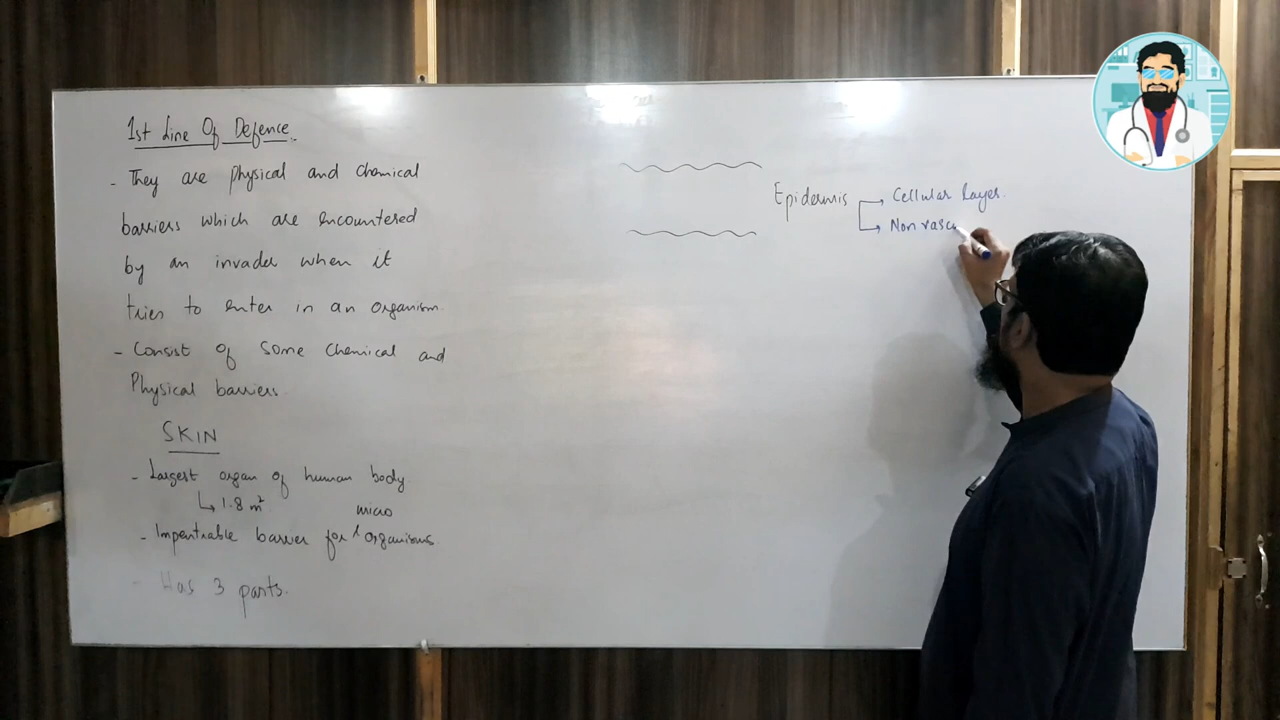 1st Line Of Defence
- They are physical and chemical
barriers which are encountered
by an invader when it
tries to enter in an organism.
- Consist of some chemical and
Physical barriers.
SKIN
- Largest organ of human body
↳ 1.8 m²
micro
- Impentrable barrier for ^ organisms.
- Has 3 parts.
Epidermis → Cellular Layer.
→ Non vascu